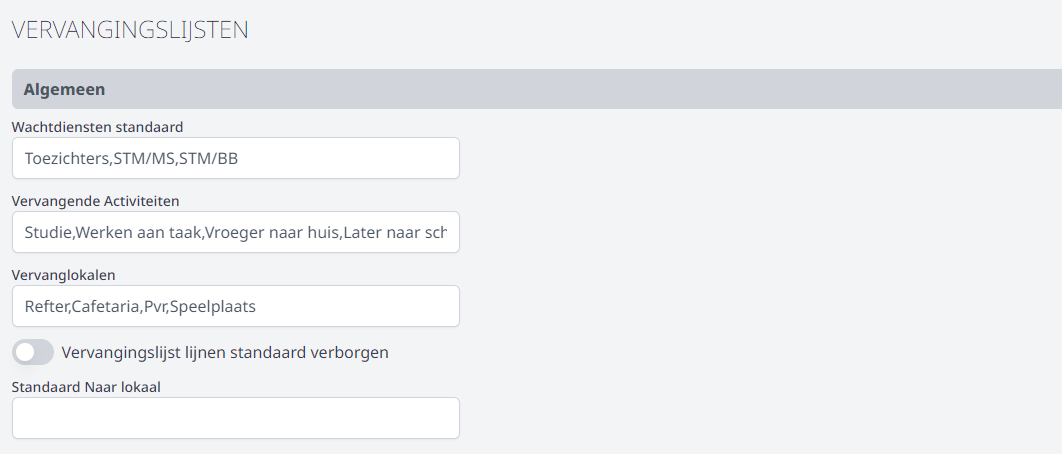 VERVANGINGSLIJSTEN
Algemeen
Wachtdiensten standaard
Toezichters,STM/MS,STM/BB
Vervangende Activiteiten
Studie,Werken aan taak,Vroeger naar huis,Later naar sch
Vervanglokalen
Refter,Cafetaria,Pvr,Speelplaats
Vervangingslijst lijnen standaard verborgen
Standaard Naar lokaal